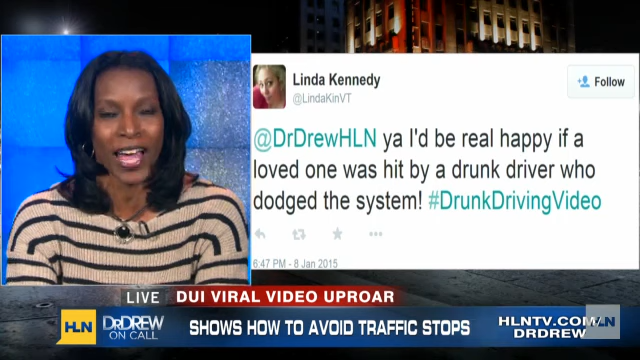 Linda Kennedy
@LindaKinVT
Follow
@DrDrewHLN ya I'd be real happy if a
loved one was hit by a drunk driver who
dodged the system! #DrunkDrivingVideo
6:47 PM - 8 Jan 2015
LIVE DUI VIRAL VIDEO UPROAR
HLN DR.DREW ON CALL
SHOWS HOW TO AVOID TRAFFIC STOPS
HLNTV.COM/
DRDREW
HLN